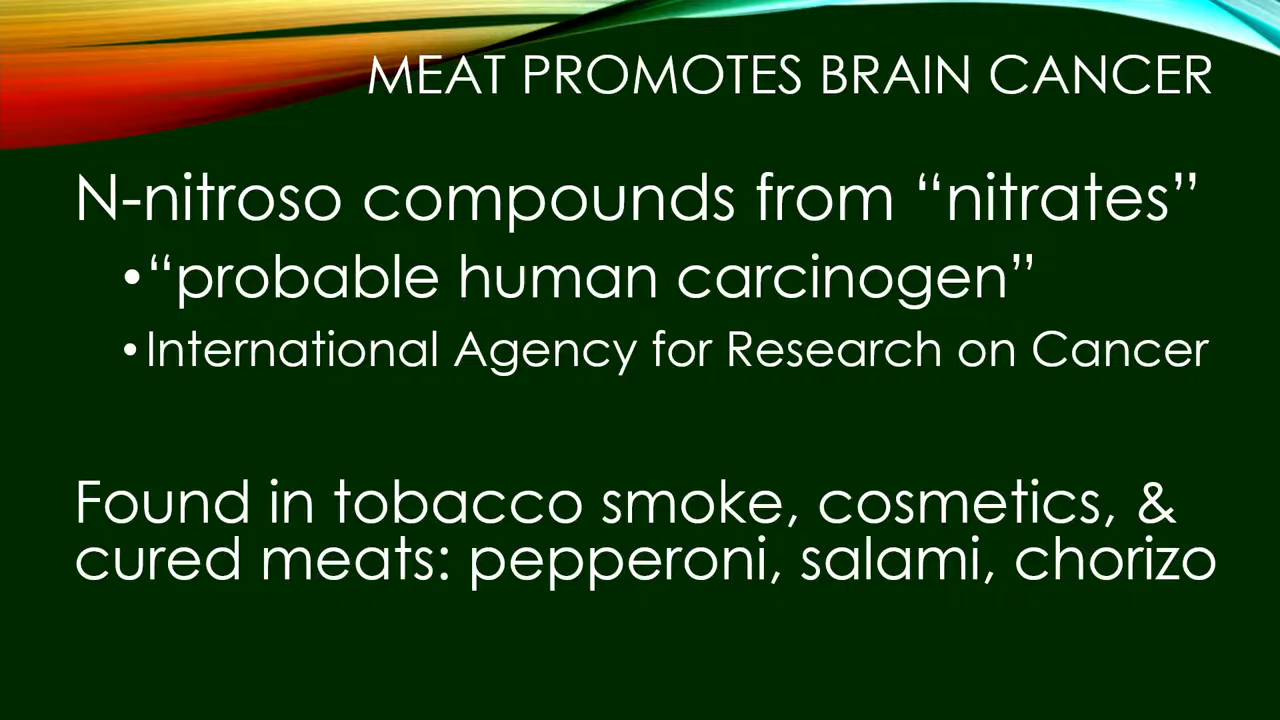 MEAT PROMOTES BRAIN CANCER
N-nitroso compounds from “nitrates”
•“probable human carcinogen”
•International Agency for Research on Cancer
Found in tobacco smoke, cosmetics, &
cured meats: pepperoni, salami, chorizo